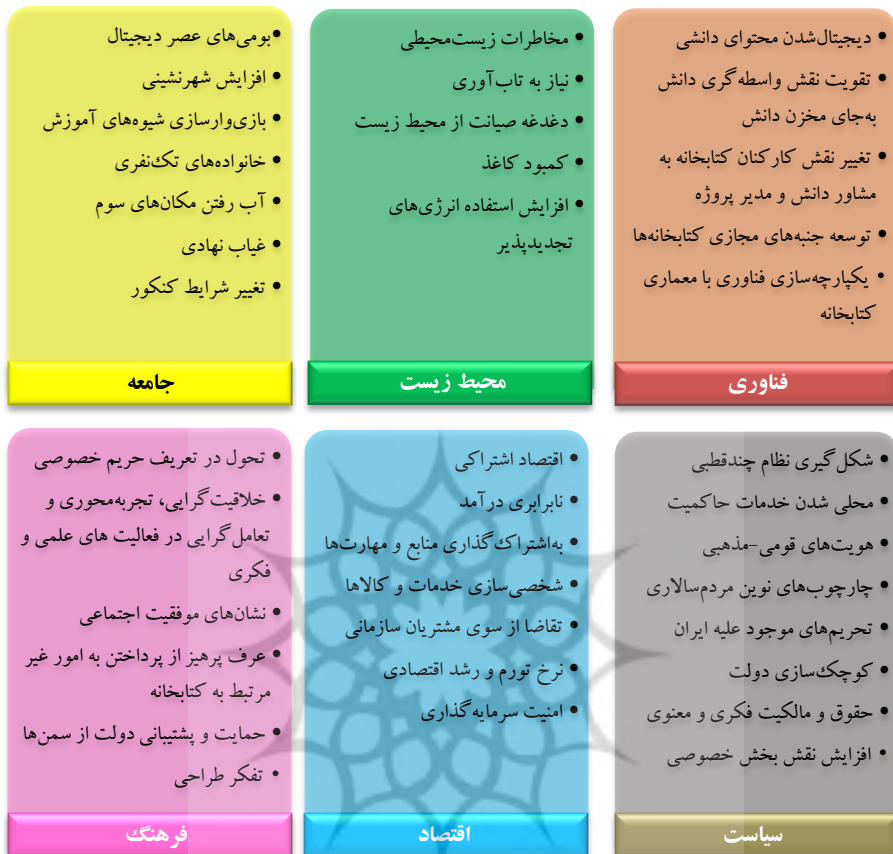 • دیجیتال‌شدن محتوای دانشی
• تقویت نقش واسطه‌گری دانش
به‌جای مخزن دانش
• تغییر نقش کارکنان کتابخانه به
مشاور دانش و مدیر پروژه
• توسعه جنبه‌های مجازی کتابخانه‌ها
• یکپارچه‌سازی فناوری با معماری
کتابخانه
فناوری
• مخاطرات زیست‌محیطی
• نیاز به تاب‌آوری
• دغدغه صیانت از محیط زیست
• کمبود کاغذ
• افزایش استفاده انرژی‌های
تجدیدپذیر
محیط زیست
•بومی‌های عصر دیجیتال
• افزایش شهرنشینی
• بازی‌وارسازی شیوه‌های آموزش
• خانواده‌های تک‌نفری
• آب رفتن مکان‌های سوم
• غیاب نهادی
• تغییر شرایط کنکور
جامعه
• شکل‌گیری نظام چندقطبی
• محلی شدن خدمات حاکمیت
• هویت‌های قومی-مذهبی
• چارچوب‌های نوین مردم‌سالاری
• تحریم‌های موجود علیه ایران
• کوچک‌سازی دولت
• حقوق و مالکیت فکری و معنوی
• افزایش نقش بخش خصوصی
سیاست
• اقتصاد اشتراکی
• نابرابری درآمد
• به‌اشتراک‌گذاری منابع و مهارت‌ها
• شخصی‌سازی خدمات و کالاها
• تقاضا از سوی مشتریان سازمانی
• نرخ تورم و رشد اقتصادی
• امنیت سرمایه‌گذاری
اقتصاد
• تحول در تعریف حریم خصوصی
• خلاقیت‌گرایی، تجربه‌محوری و
تعامل‌گرایی در فعالیت های علمی و
فکری
• نشان‌های موفقیت اجتماعی
• عرف پرهیز از پرداختن به امور غیر
مرتبط به کتابخانه
• حمایت و پشتیبانی دولت از سمن‌ها
• تفکر طراحی
فرهنگ